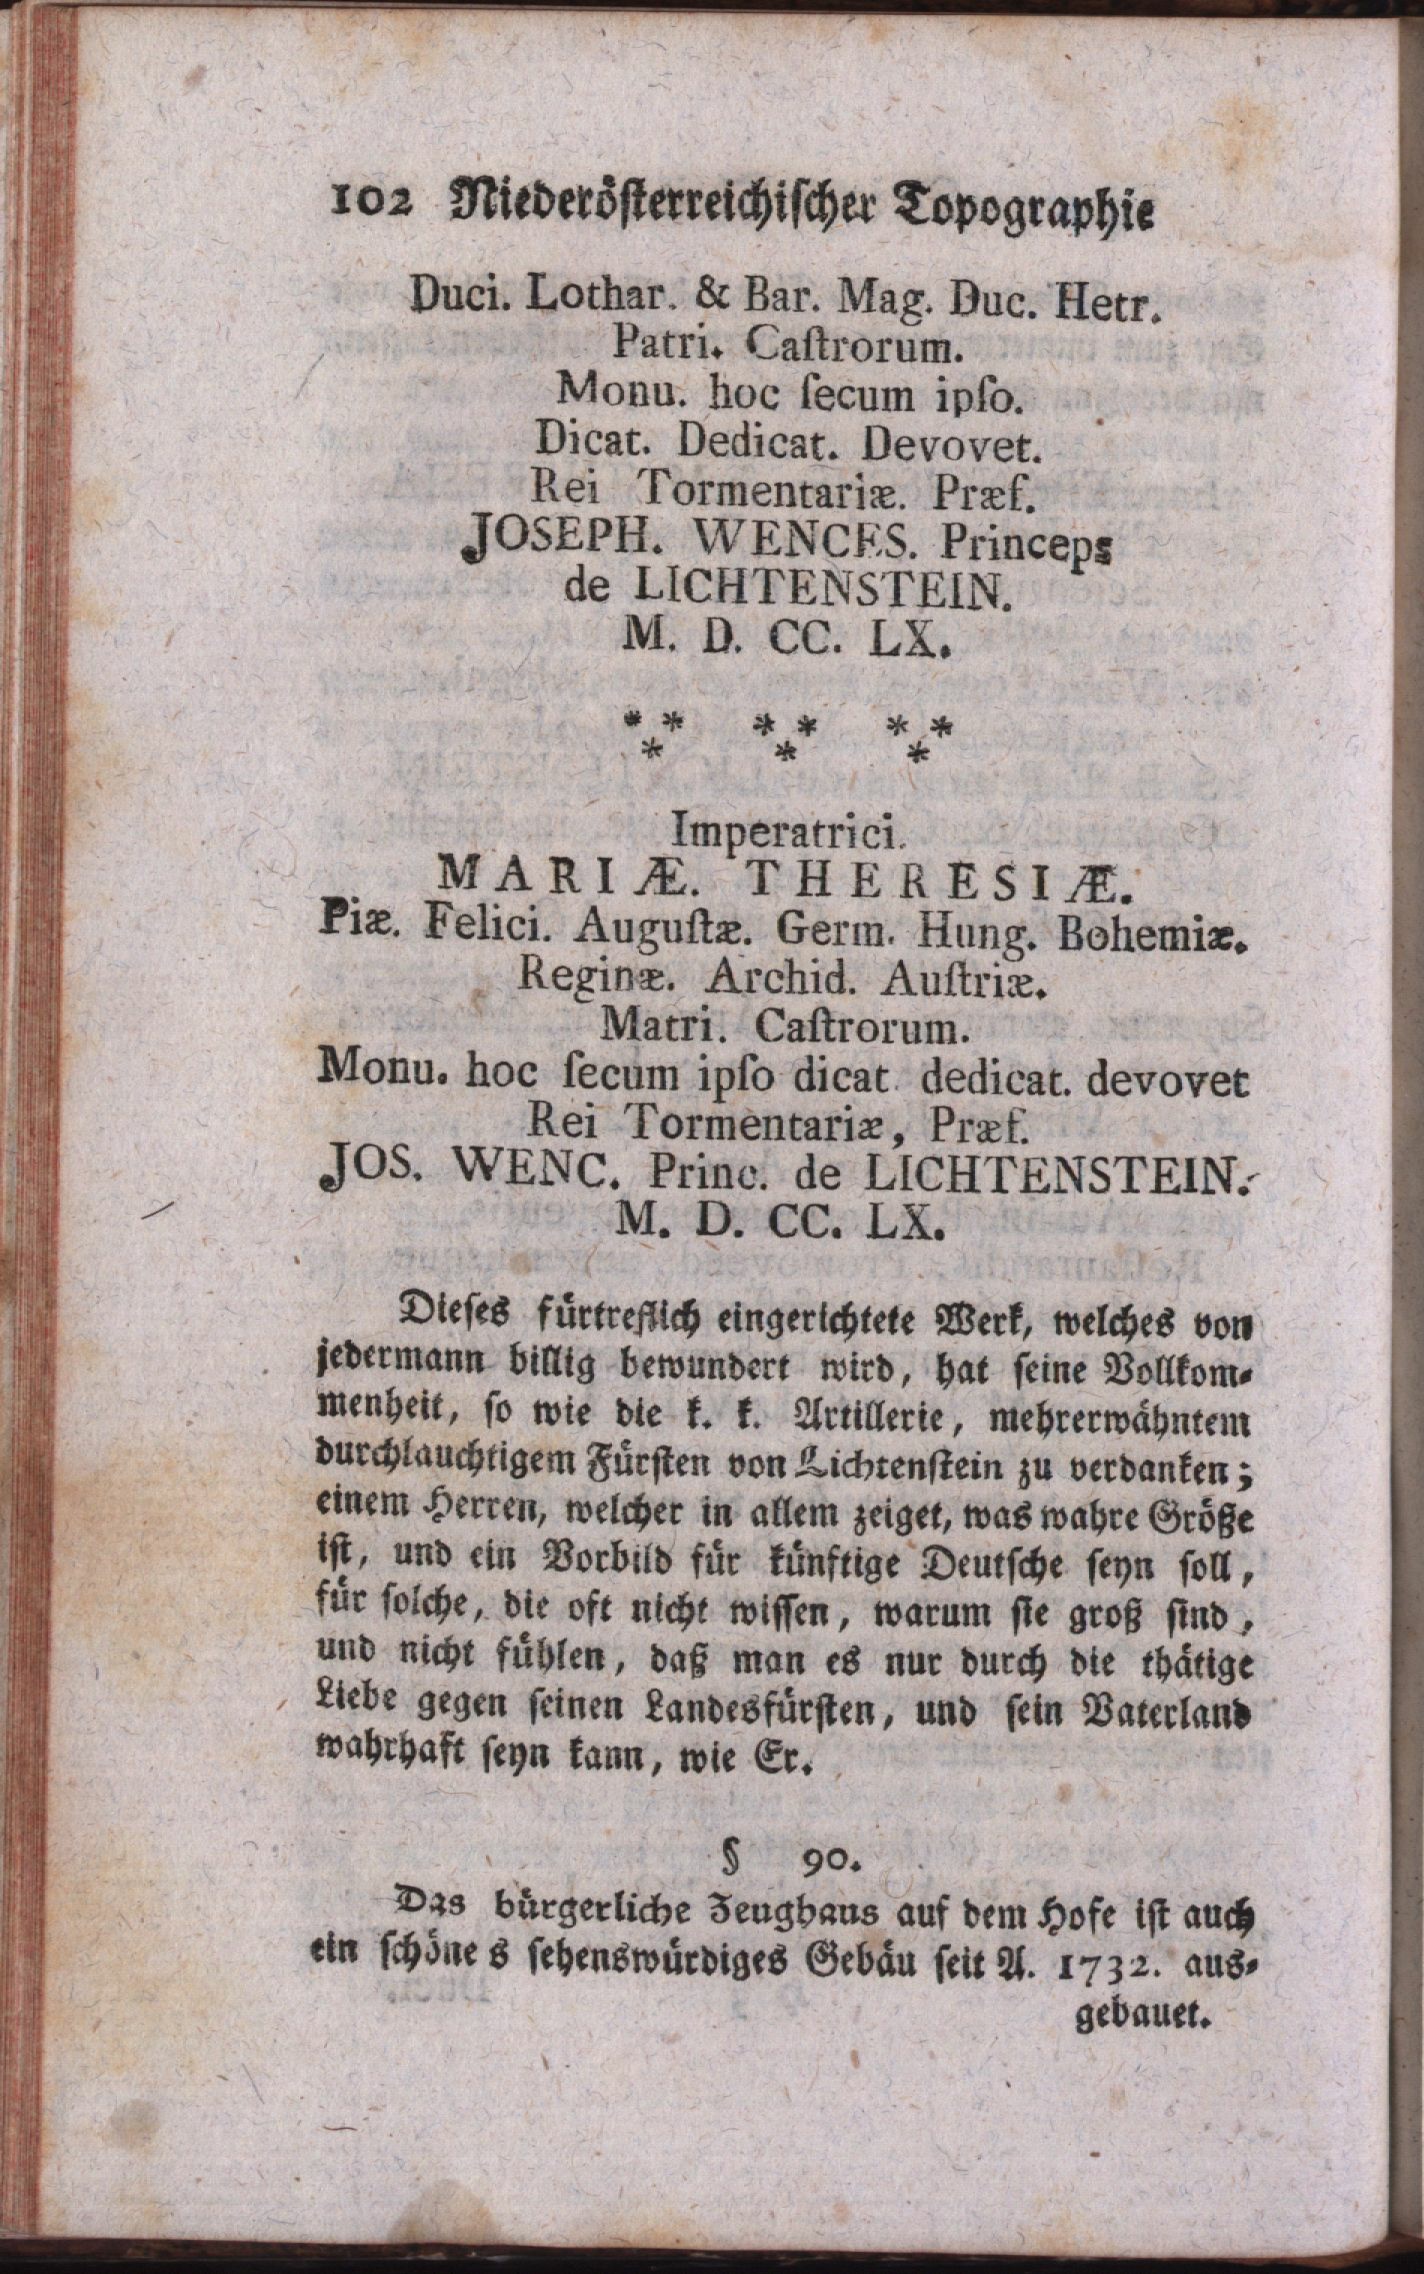 102 Niederösterreichischer Topographie
Duci. Lothar. & Bar. Mag. Duc. Hetr.
Patri. Caſtrorum.
Monu. hoc ſecum ipſo.
Dicat. Dedicat. Devovet.
Rei Tormentariæ. Præf.
JOSEPH. WENCES. Princeps
de LICHTENSTEIN.
M. D. CC. LX.
* * * * * *
* * *
Imperatrici.
MARIÆ. THERESIÆ.
Piæ. Felici. Auguſtæ. Germ. Hung. Bohemiæ.
Reginæ. Archid. Auſtriæ.
Matri. Caſtrorum.
Monu. hoc ſecum ipſo dicat. dedicat. devovet
Rei Tormentariæ, Præf.
JOS. WENC. Princ. de LICHTENSTEIN.
M. D. CC. LX.
Dieſes fürtreflich eingerichtete Werk, welches von
jedermann billig bewundert wird, hat ſeine Vollkom-
menheit, ſo wie die k. k. Artillerie, mehrerwähntem
durchlauchtigem Fürſten von Lichtenſtein zu verdanken;
einem Herren, welcher in allem zeiget, was wahre Größe
iſt, und ein Vorbild für künftige Deutſche ſeyn ſoll,
für ſolche, die oft nicht wiſſen, warum ſie groß ſind,
und nicht fühlen, daß man es nur durch die thätige
Liebe gegen ſeinen Landesfürſten, und ſein Vaterland
wahrhaft ſeyn kann, wie Er.
§ 90.
Das bürgerliche Zeughaus auf dem Hofe iſt auch
ein ſchöne s ſehenswürdiges Gebäu ſeit A. 1732. aus-
gebauet.